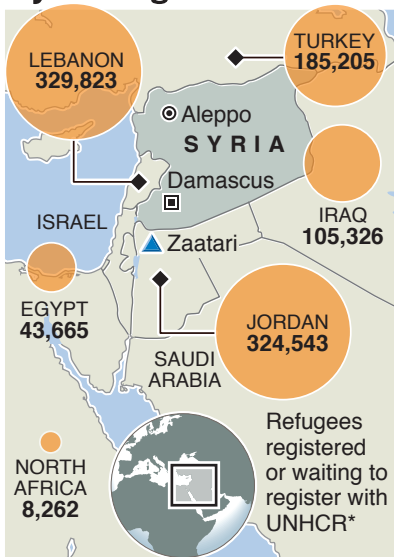 LEBANON
329,823
TURKEY
185,205
Aleppo
SYRIA
Damascus
IRAQ
105,326
ISRAEL
Zaatari
EGYPT
43,665
JORDAN
324,543
SAUDI
ARABIA
NORTH
AFRICA
8,262
Refugees
registered
or waiting to
register with
UNHCR*